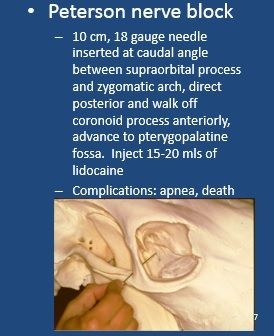 • Peterson nerve block
– 10 cm, 18 gauge needle
inserted at caudal angle
between supraorbital process
and zygomatic arch, direct
posterior and walk off
coronoid process anteriorly,
advance to pterygopalatine
fossa.  Inject 15-20 mls of
lidocaine
– Complications: apnea, death
7